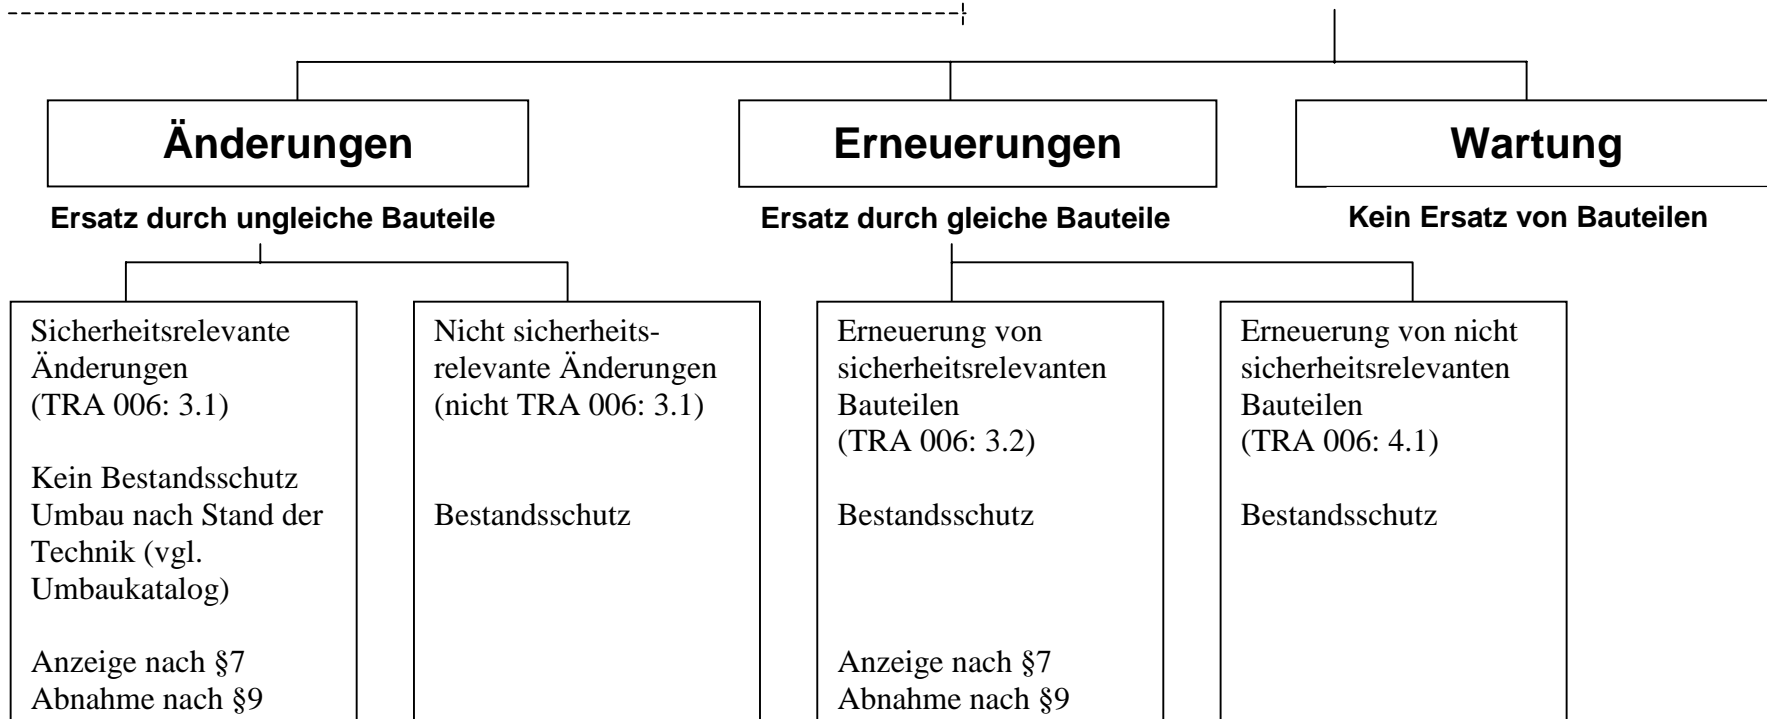 Änderungen
Erneuerungen
Wartung
Ersatz durch ungleiche Bauteile
Ersatz durch gleiche Bauteile
Kein Ersatz von Bauteilen
Sicherheitsrelevante
Änderungen
(TRA 006: 3.1)
Kein Bestandsschutz
Umbau nach Stand der
Technik (vgl.
Umbaukatalog)
Anzeige nach §7
Abnahme nach §9
Nicht sicherheits-
relevante Änderungen
(nicht TRA 006: 3.1)
Bestandsschutz
Erneuerung von
sicherheitsrelevanten
Bauteilen
(TRA 006: 3.2)
Bestandsschutz
Anzeige nach §7
Abnahme nach §9
Erneuerung von nicht
sicherheitsrelevanten
Bauteilen
(TRA 006: 4.1)
Bestandsschutz